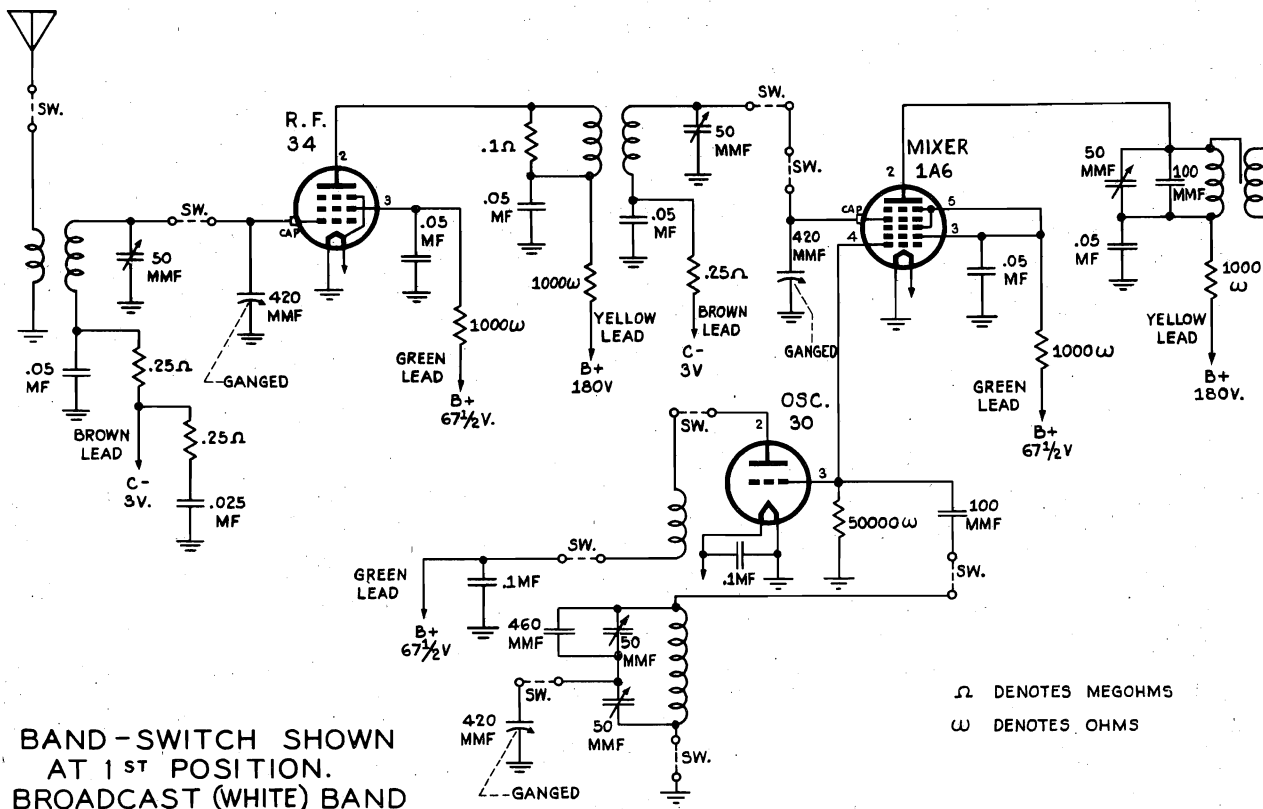 SW.
R.F.
34
2
3
CAP
SW.
50
MMF
420
MMF
GANGED
.05
MF
.25Ω
BROWN
LEAD
C-
3V.
.25Ω
.025
MF
.05
MF
1000ω
GREEN
LEAD
B+
67½V.
.1Ω
.05
MF
1000ω
YELLOW
LEAD
B+
180V
.05
MF
.25Ω
BROWN
LEAD
C-
3V
50
MMF
SW.
SW.
420
MMF
GANGED
MIXER
1A6
2
CAP
4
5
3
.05
MF
1000ω
GREEN
LEAD
B+
67½V
50
MMF
100
MMF
.05
MF
1000
ω
YELLOW
LEAD
B+
180V.
OSC.
30
SW.
2
3
50000ω
100
MMF
SW.
.1MF
SW.
GREEN
LEAD
B+
67½V
.1MF
460
MMF
50
MMF
SW.
420
MMF
50
MMF
GANGED
SW.
Ω DENOTES MEGOHMS
ω DENOTES OHMS
BAND-SWITCH SHOWN
AT 1ST POSITION.
BROADCAST (WHITE) BAND